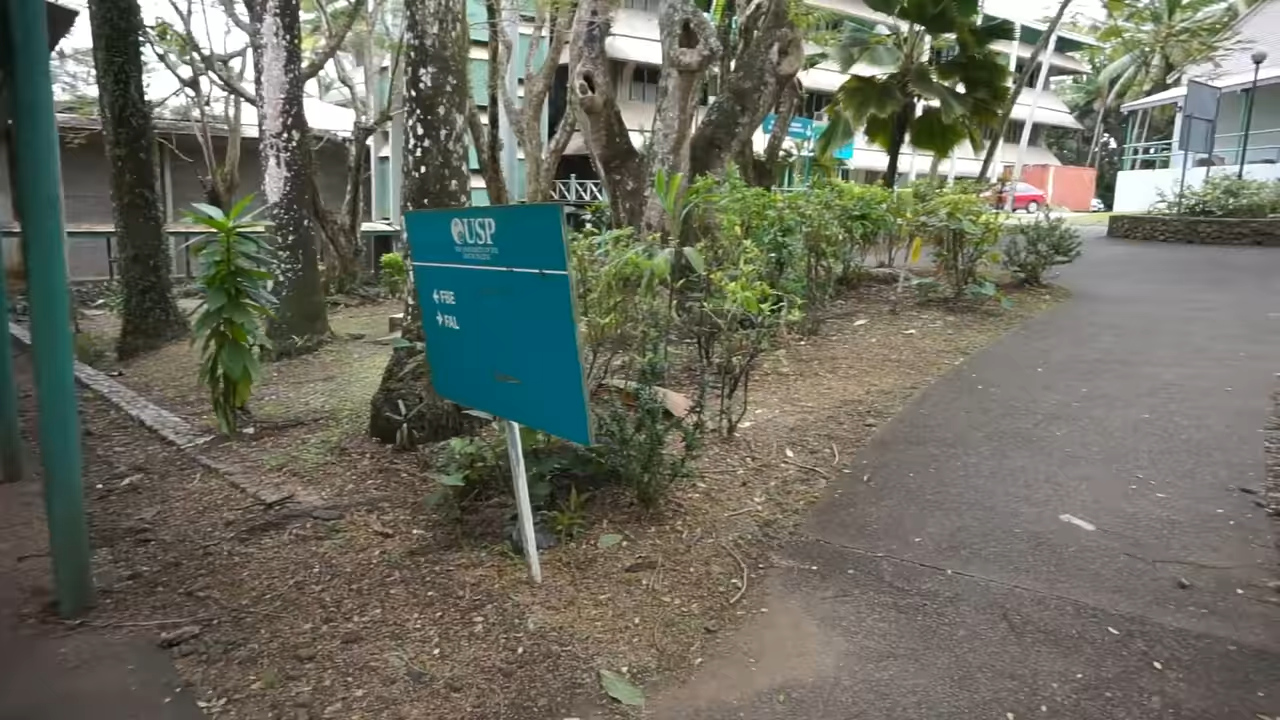 USP
THE UNIVERSITY OF THE
SOUTH PACIFIC
← FBE
→ FAL